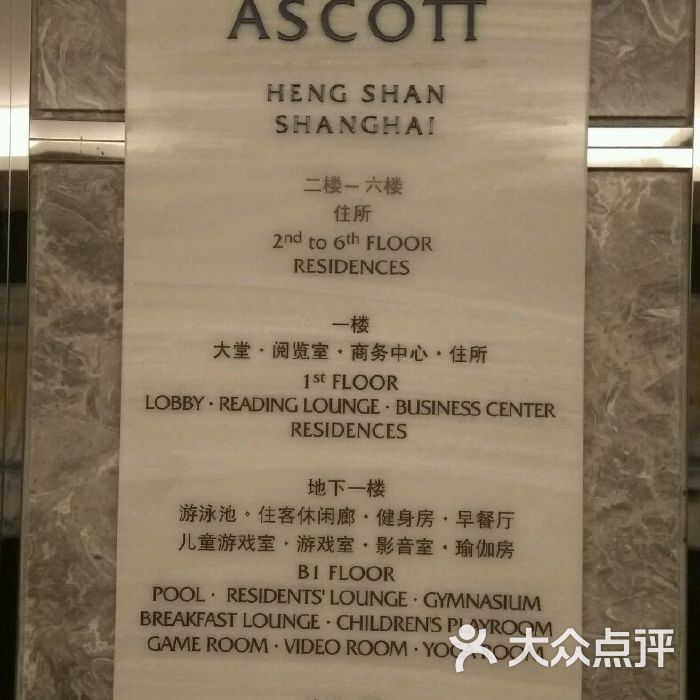 ASCOTT
HENG SHAN
SHANGHAI
二楼－六楼
住所
2nd to 6th FLOOR
RESIDENCES
一楼
大堂·阅览室·商务中心·住所
1st FLOOR
LOBBY · READING LOUNGE · BUSINESS CENTER
RESIDENCES
地下一楼
游泳池·住客休闲廊·健身房·早餐厅
儿童游戏室·游戏室·影音室·瑜伽房
B1 FLOOR
POOL · RESIDENTS' LOUNGE · GYMNASIUM
BREAKFAST LOUNGE · CHILDREN'S PLAYROOM
GAME ROOM · VIDEO ROOM · YOGA ROOM
大众点评